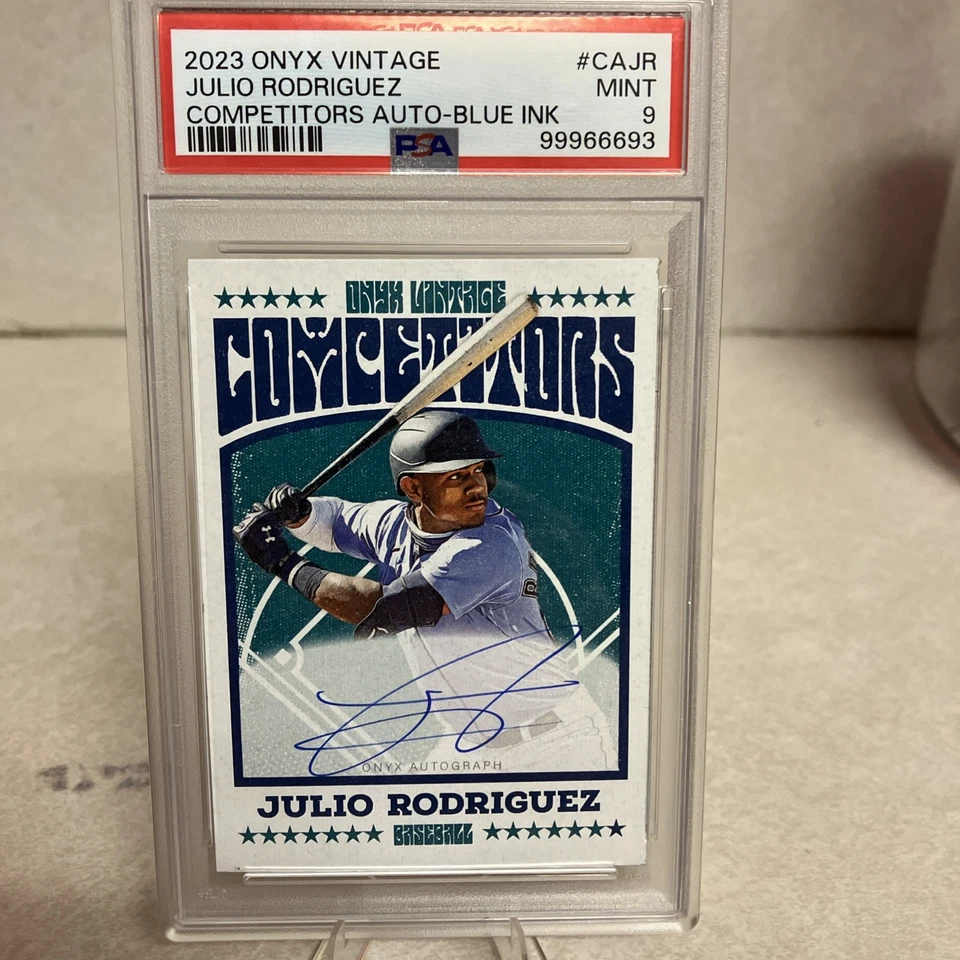 2023 ONYX VINTAGE #CAJR
JULIO RODRIGUEZ MINT
COMPETITORS AUTO-BLUE INK 9
PSA 99966693
ONYX VINTAGE
COMPETITORS
ONYX AUTOGRAPH
JULIO RODRIGUEZ
BASEBALL